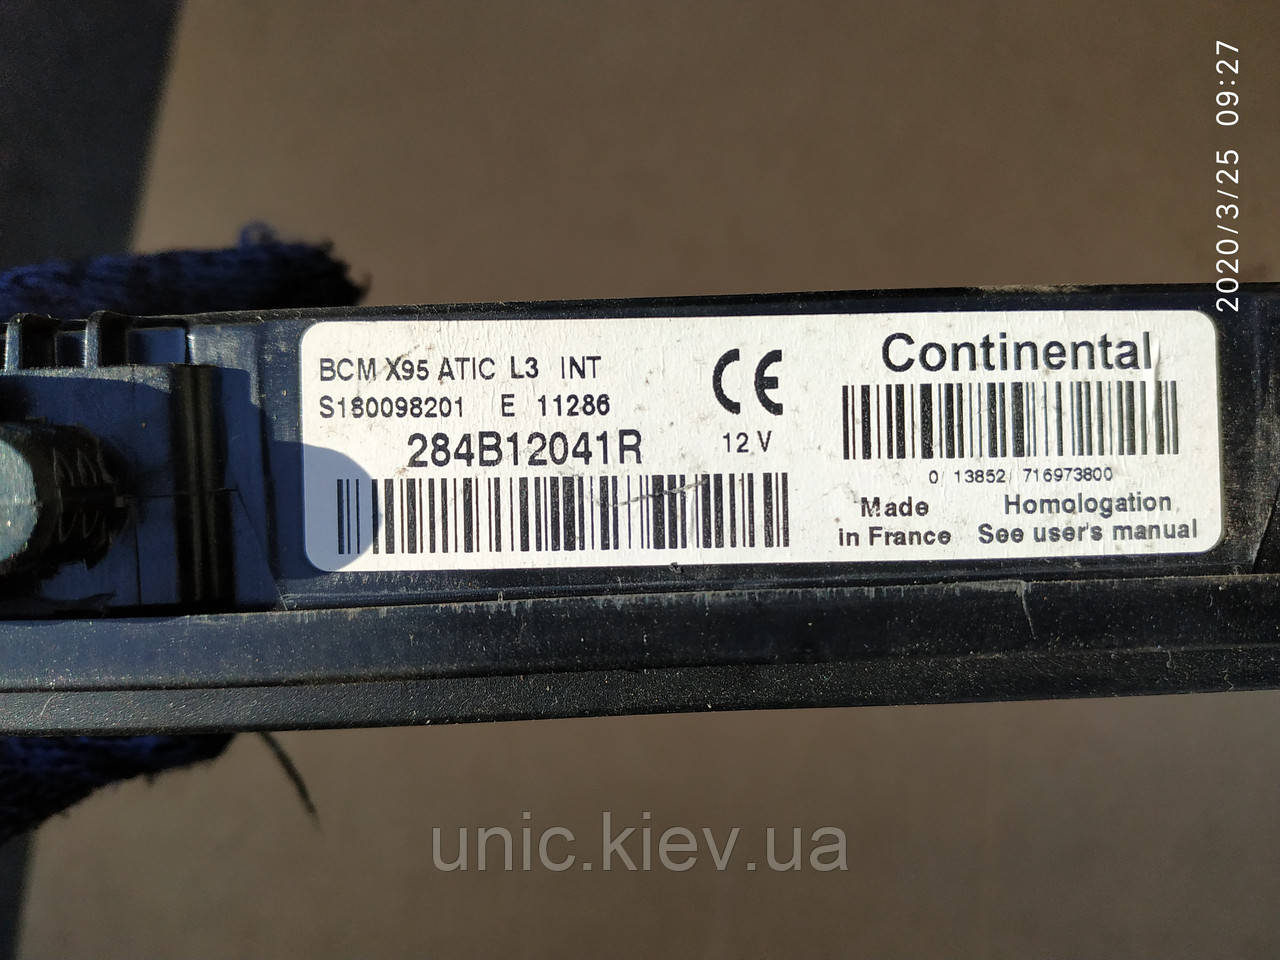 2020/3/25 09:27
BCM X95 ATIC L3 INT
S180098201 E 11286
284B12041R
CE
12 V
Continental
0 13852 716973800
Made
in France
Homologation
See user's manual
unic.kiev.ua